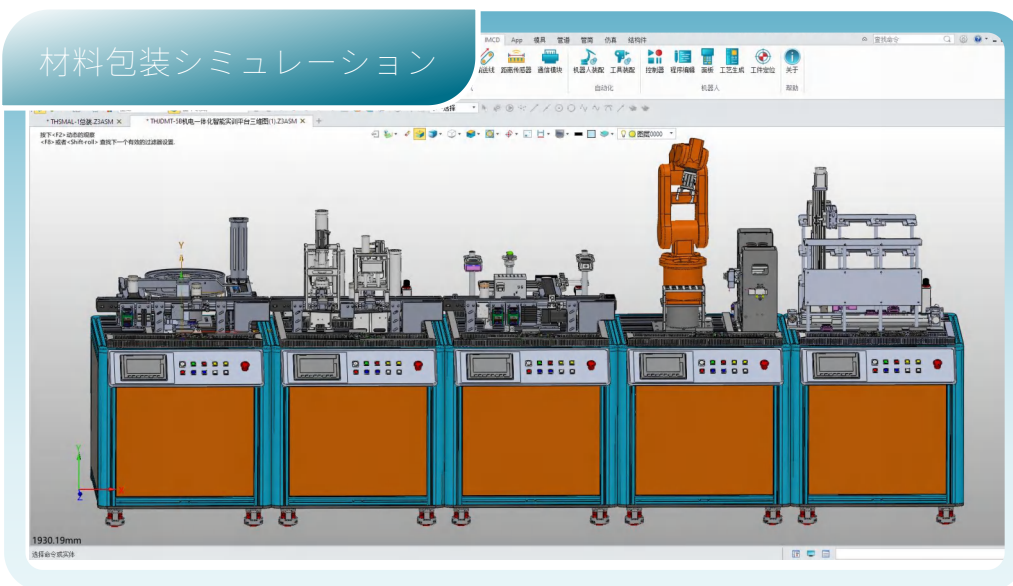 材料包装シミュレーション
IMCD App 模具 管道 管筒 仿真 结构件
查找命令
距离传感器 通信模块 机器人装配 工具装配 控制器 程序编辑 面板 工艺生成 工件定位 关于
自动化 机器人 帮助
* THSMAL-1总装.Z3ASM × * THJDMT-5B机电一体化智能实训平台三维图(1).Z3ASM × +
按下<F2>动态的观察
<F8>或者<Shift-roll> 查找下一个有效的过滤器设置.
图层0000
Y
Y
Z
1930.19mm
选择命令或实体